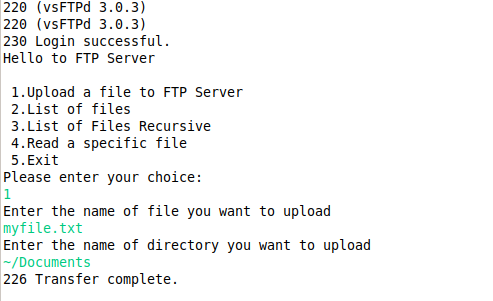 220 (vsFTPd 3.0.3)
220 (vsFTPd 3.0.3)
230 Login successful.
Hello to FTP Server
1.Upload a file to FTP Server
2.List of files
3.List of Files Recursive
4.Read a specific file
5.Exit
Please enter your choice:
1
Enter the name of file you want to upload
myfile.txt
Enter the name of directory you want to upload
~/Documents
226 Transfer complete.